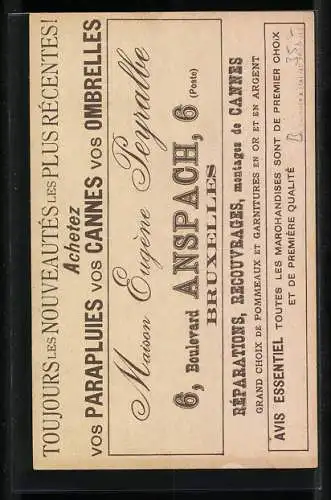 TOUJOURS LES NOUVEAUTÉS LES PLUS RÉCENTES!
Achetez
VOS PARAPLUIES VOS CANNES VOS OMBRELLES
Maison Eugène Peyralbe
6, Boulevard ANSPACH, 6 (Poste)
BRUXELLES
RÉPARATIONS, RECOUVRAGES, montages de CANNES
GRAND CHOIX DE POMMEAUX ET GARNITURES EN OR ET EN ARGENT
AVIS ESSENTIEL TOUTES LES MARCHANDISES SONT DE PREMIER CHOIX
ET DE PREMIÈRE QUALITÉ